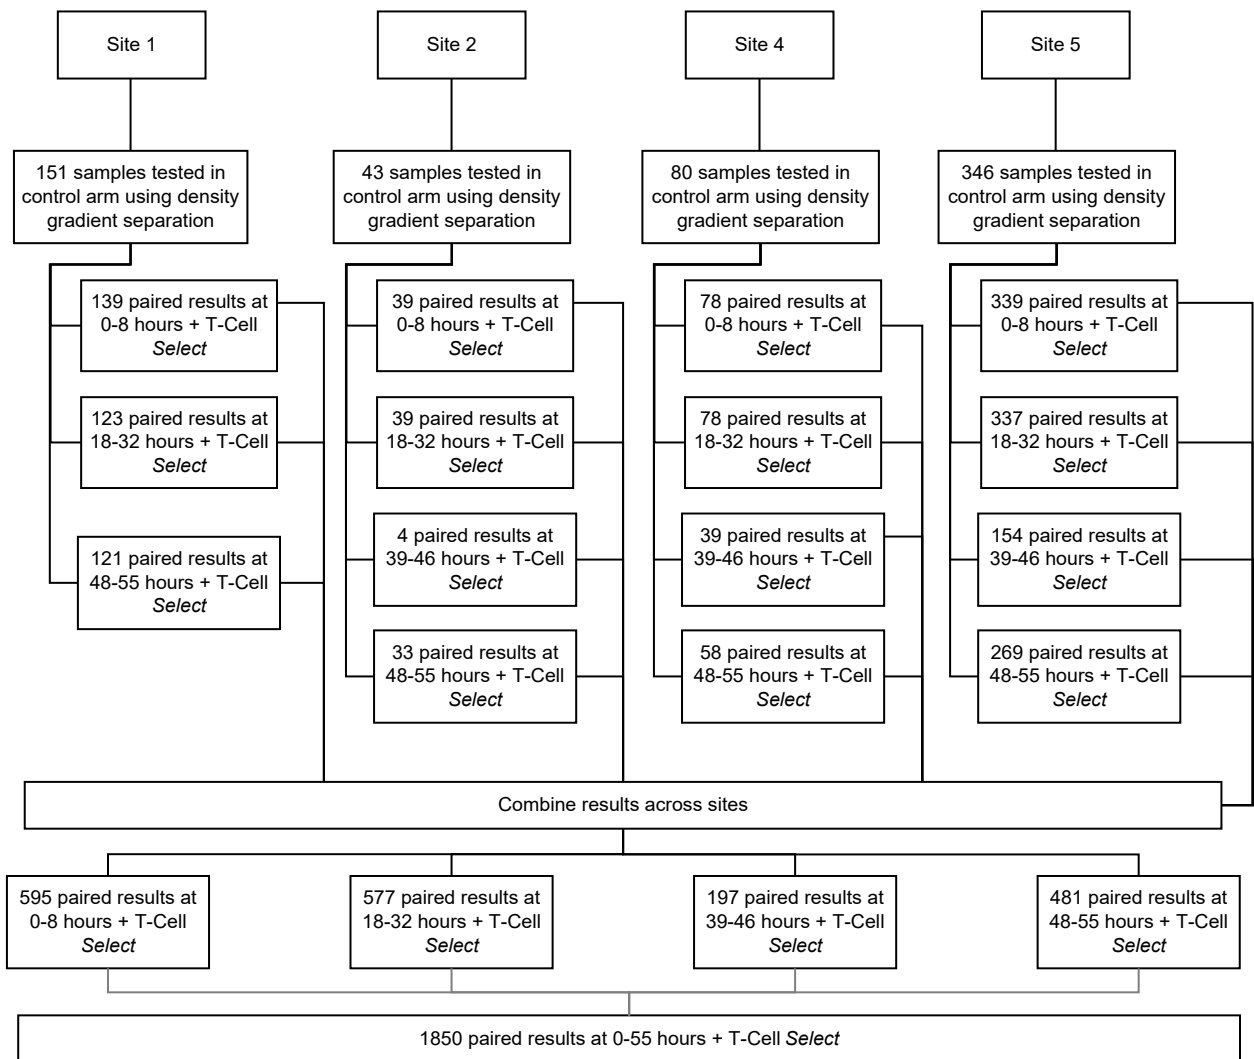 Site 1
Site 2
Site 4
Site 5
151 samples tested in
control arm using density
gradient separation
43 samples tested in
control arm using density
gradient separation
80 samples tested in
control arm using density
gradient separation
346 samples tested in
control arm using density
gradient separation
139 paired results at
0-8 hours + T-Cell
Select
39 paired results at
0-8 hours + T-Cell
Select
78 paired results at
0-8 hours + T-Cell
Select
339 paired results at
0-8 hours + T-Cell
Select
123 paired results at
18-32 hours + T-Cell
Select
39 paired results at
18-32 hours + T-Cell
Select
78 paired results at
18-32 hours + T-Cell
Select
337 paired results at
18-32 hours + T-Cell
Select
121 paired results at
48-55 hours + T-Cell
Select
4 paired results at
39-46 hours + T-Cell
Select
39 paired results at
39-46 hours + T-Cell
Select
154 paired results at
39-46 hours + T-Cell
Select
33 paired results at
48-55 hours + T-Cell
Select
58 paired results at
48-55 hours + T-Cell
Select
269 paired results at
48-55 hours + T-Cell
Select
Combine results across sites
595 paired results at
0-8 hours + T-Cell
Select
577 paired results at
18-32 hours + T-Cell
Select
197 paired results at
39-46 hours + T-Cell
Select
481 paired results at
48-55 hours + T-Cell
Select
1850 paired results at 0-55 hours + T-Cell Select